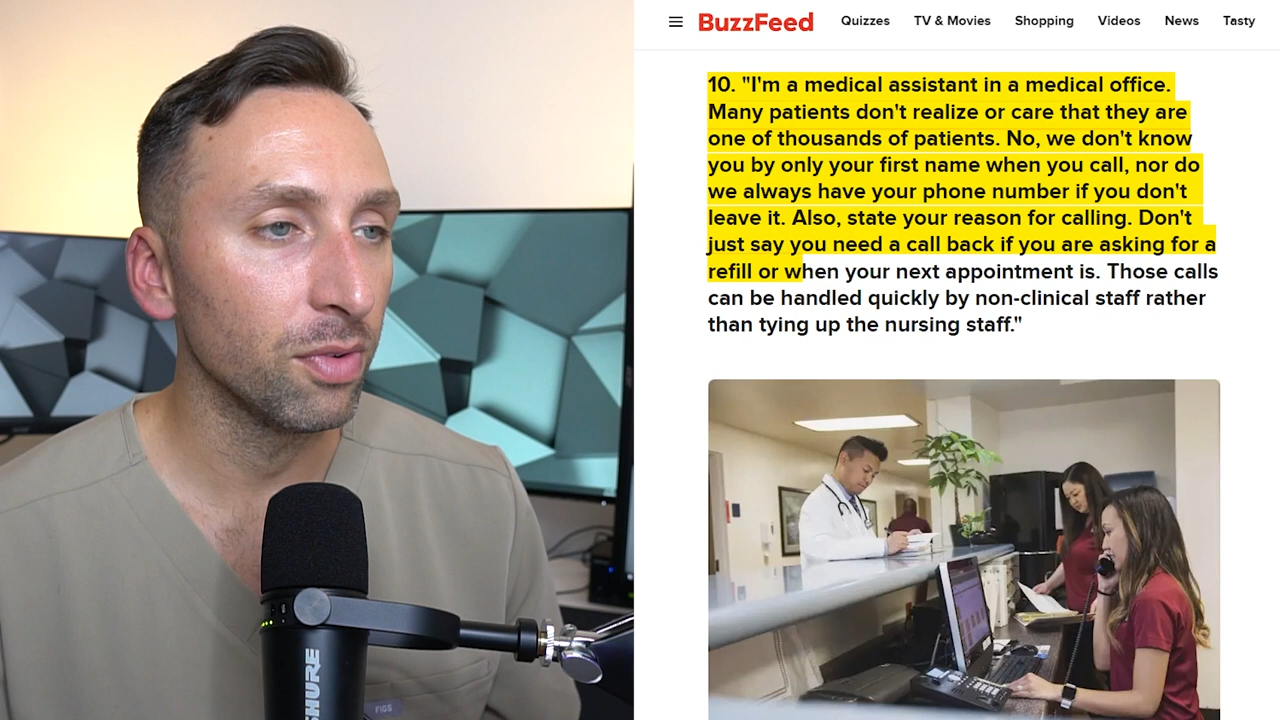 BuzzFeed Quizzes TV & Movies Shopping Videos News Tasty
10. "I'm a medical assistant in a medical office.
Many patients don't realize or care that they are
one of thousands of patients. No, we don't know
you by only your first name when you call, nor do
we always have your phone number if you don't
leave it. Also, state your reason for calling. Don't
just say you need a call back if you are asking for a
refill or when your next appointment is. Those calls
can be handled quickly by non-clinical staff rather
than tying up the nursing staff."
SHURE
FIGS